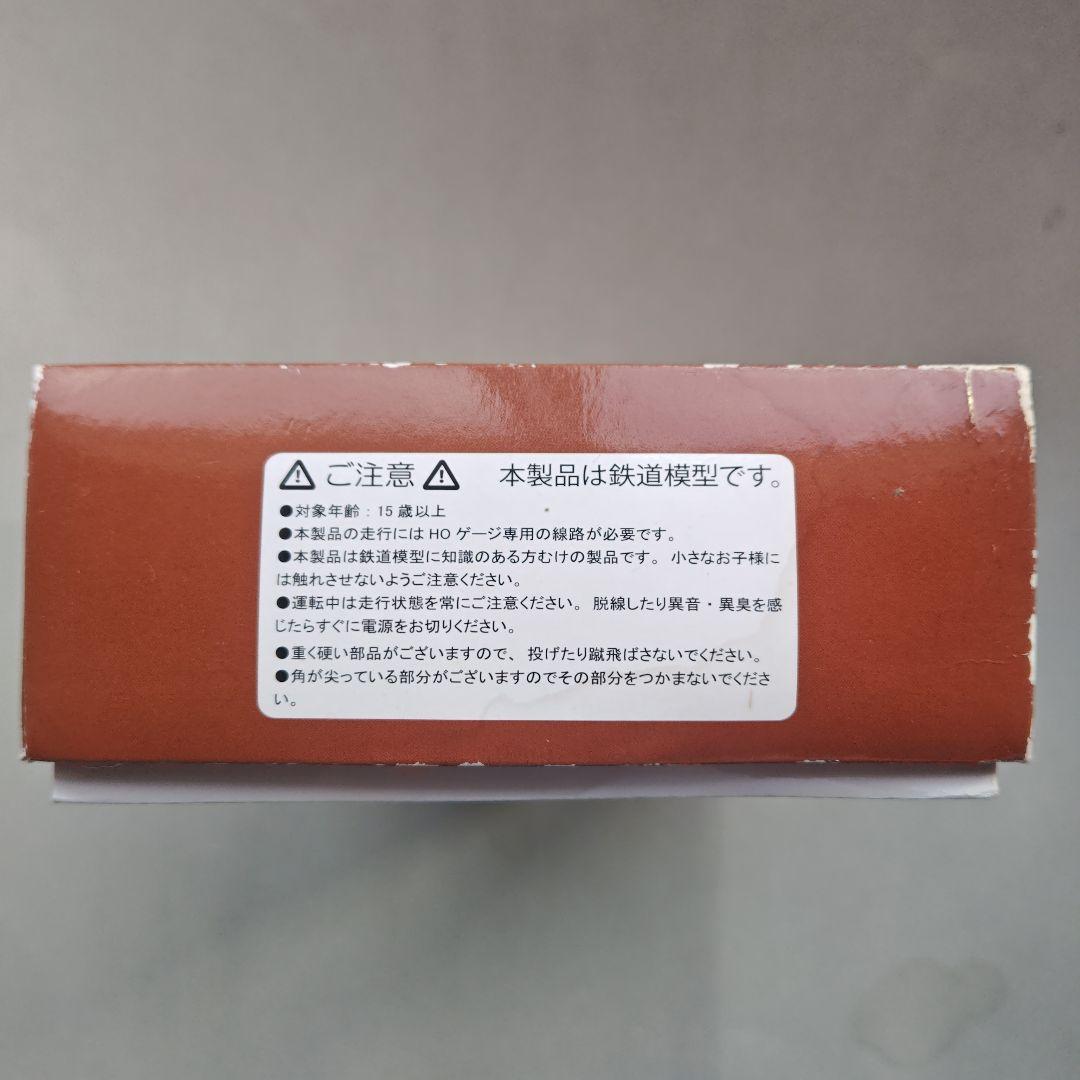 ご注意 本製品は鉄道模型です。
●対象年齢：15歳以上
●本製品の走行にはHOゲージ専用の線路が必要です。
●本製品は鉄道模型に知識のある方むけの製品です。小さなお子様に
は触れさせないようご注意ください。
●運転中は走行状態を常にご注意ください。脱線したり異音・異臭を感
じたらすぐに電源をお切りください。
●重く硬い部品がございますので、投げたり蹴飛ばさないでください。
●角が尖っている部分がございますのでその部分をつかまないでくださ
い。